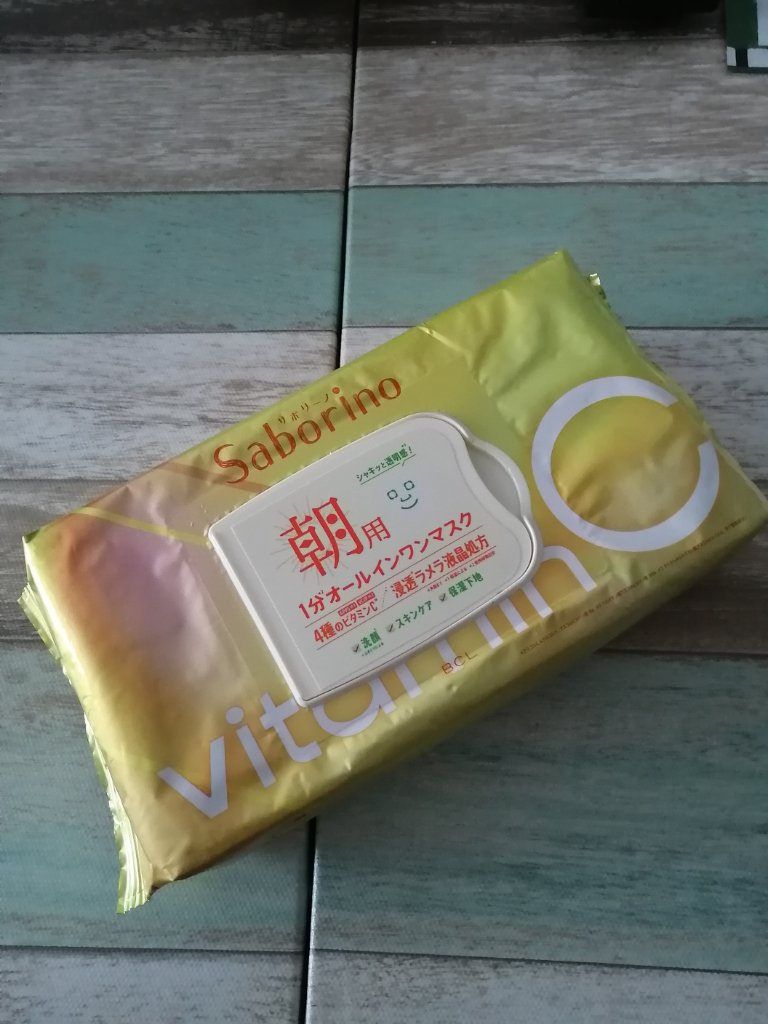 サボリーノ
Saborino
シャキッと透明感!
朝用
1分オールインワンマスク
4種のビタミンC*/浸透ラメラ液晶処方
✓洗顔 ✓スキンケア ✓保湿下地
vitamin C
BCL